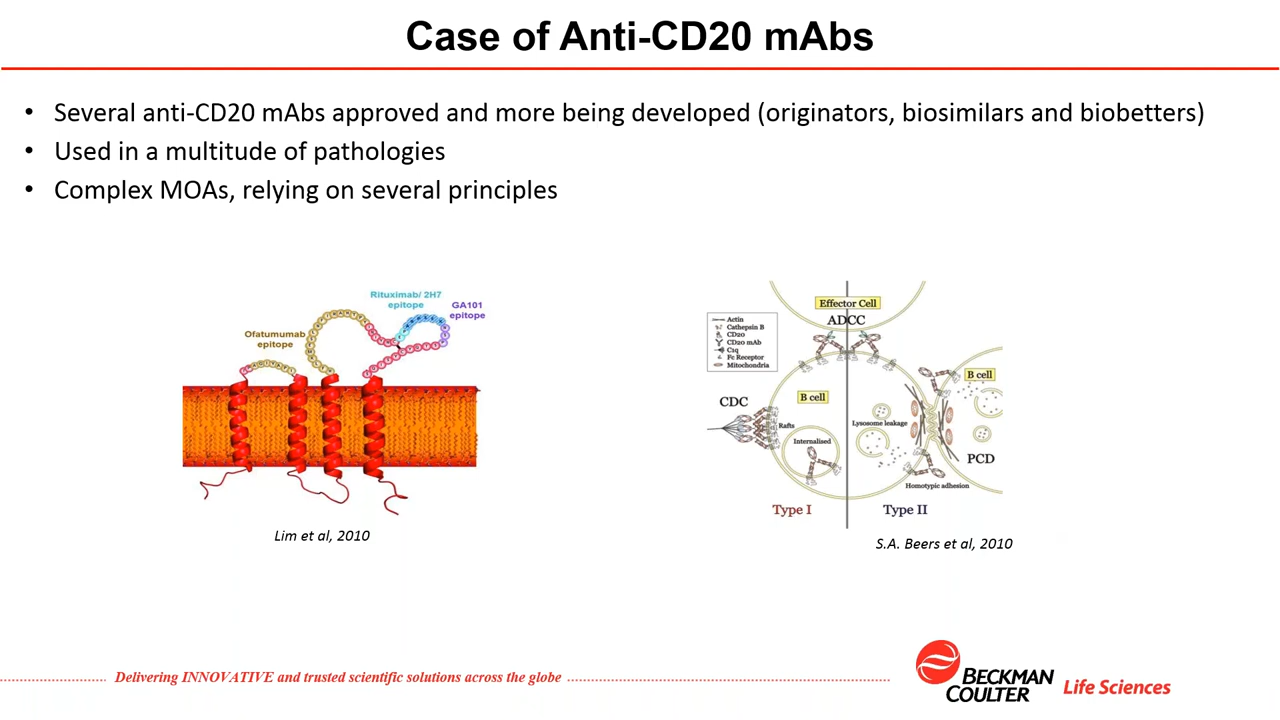 Case of Anti-CD20 mAbs
• Several anti-CD20 mAbs approved and more being developed (originators, biosimilars and biobetters)
• Used in a multitude of pathologies
• Complex MOAs, relying on several principles
Rituximab/ 2H7
epitope
GA101
epitope
Ofatumumab
epitope
Lim et al, 2010
Effector Cell
ADCC
Actin
Cathepsin B
CD20
CD20 mAb
C1q
Fc Receptor
Mitochondria
B cell
CDC
B cell
Rafts
Lysosome leakage
Internalised
PCD
Homotypic adhesion
Type I
Type II
S.A. Beers et al, 2010
Delivering INNOVATIVE and trusted scientific solutions across the globe
BECKMAN
COULTER
Life Sciences